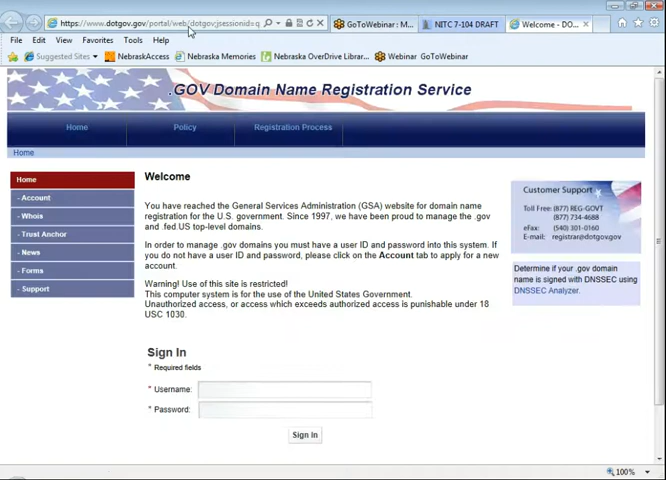 https://www.dotgov.gov/portal/web/dotgov;jsessionid=q
GoToWebinar : M...
NITC 7-104 DRAFT
Welcome - DO...
File Edit View Favorites Tools Help
Suggested Sites
NebraskAccess
Nebraska Memories
Nebraska OverDrive Librar...
Webinar GoToWebinar
.GOV Domain Name Registration Service
Home Policy Registration Process
Home
Home
- Account
- Whois
- Trust Anchor
- News
- Forms
- Support
Welcome
You have reached the General Services Administration (GSA) website for domain name
registration for the U.S. government. Since 1997, we have been proud to manage the .gov
and .fed.US top-level domains.
In order to manage .gov domains you must have a user ID and password into this system. If
you do not have a user ID and password, please click on the Account tab to apply for a new
account.
Warning! Use of this site is restricted!
This computer system is for the use of the United States Government.
Unauthorized access, or access which exceeds authorized access is punishable under 18
USC 1030.
Sign In
* Required fields
* Username:
* Password:
Sign In
Customer Support
Toll Free: (877) REG-GOVT
(877) 734-4688
eFax: (540) 301-0160
E-mail: registrar@dotgov.gov
Determine if your .gov domain
name is signed with DNSSEC using
DNSSEC Analyzer.
100%